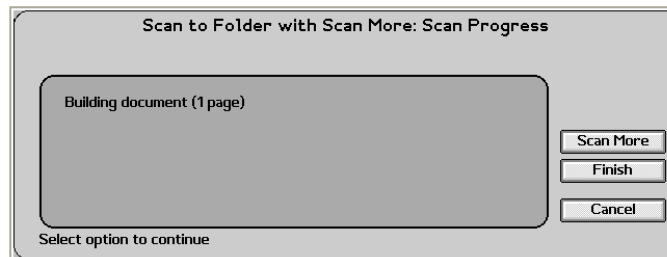 Scan to Folder with Scan More: Scan Progress
Building document (1 page)
Scan More
Finish
Cancel
Select option to continue